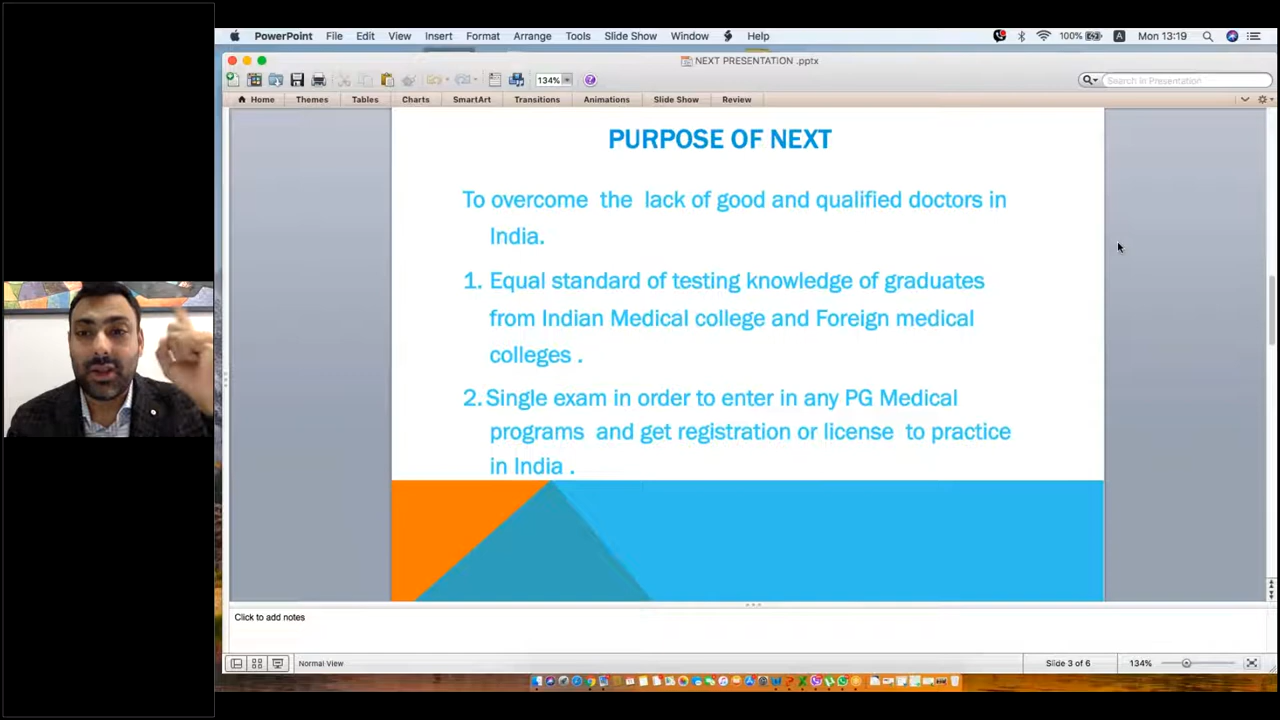 PowerPoint File Edit View Insert Format Arrange Tools Slide Show Window Help 100% A Mon 13:19
NEXT PRESENTATION .pptx
134% Search in Presentation
Home Themes Tables Charts SmartArt Transitions Animations Slide Show Review
PURPOSE OF NEXT
To overcome the lack of good and qualified doctors in
India.
1. Equal standard of testing knowledge of graduates
from Indian Medical college and Foreign medical
colleges .
2. Single exam in order to enter in any PG Medical
programs and get registration or license to practice
in India .
Click to add notes
Normal View Slide 3 of 6 134%